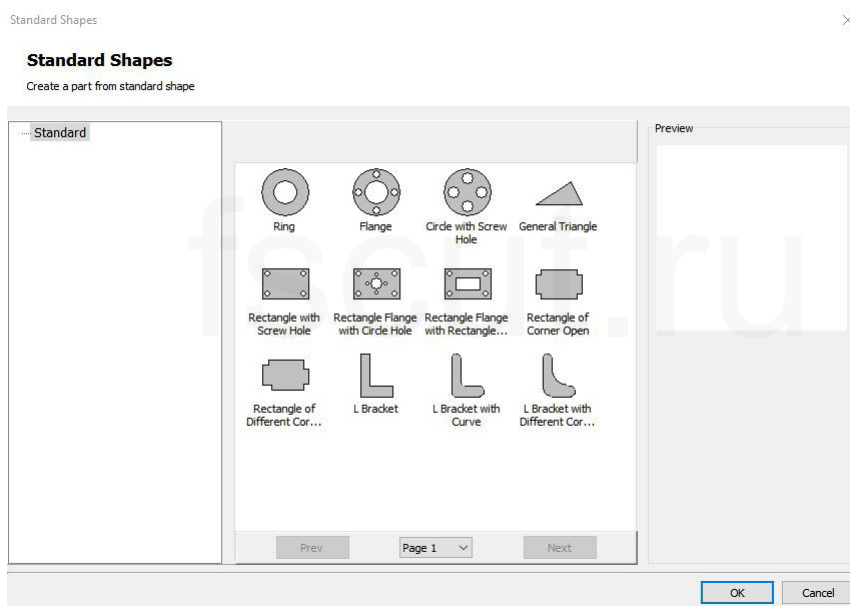 Standard Shapes
Standard Shapes
Create a part from standard shape
Standard
Preview
Ring
Flange
Circle with Screw
Hole
General Triangle
Rectangle with
Screw Hole
Rectangle Flange
with Circle Hole
Rectangle Flange
with Rectangle...
Rectangle of
Corner Open
Rectangle of
Different Cor...
L Bracket
L Bracket with
Curve
L Bracket with
Different Cor...
fscut.ru
Prev
Page 1
Next
OK
Cancel